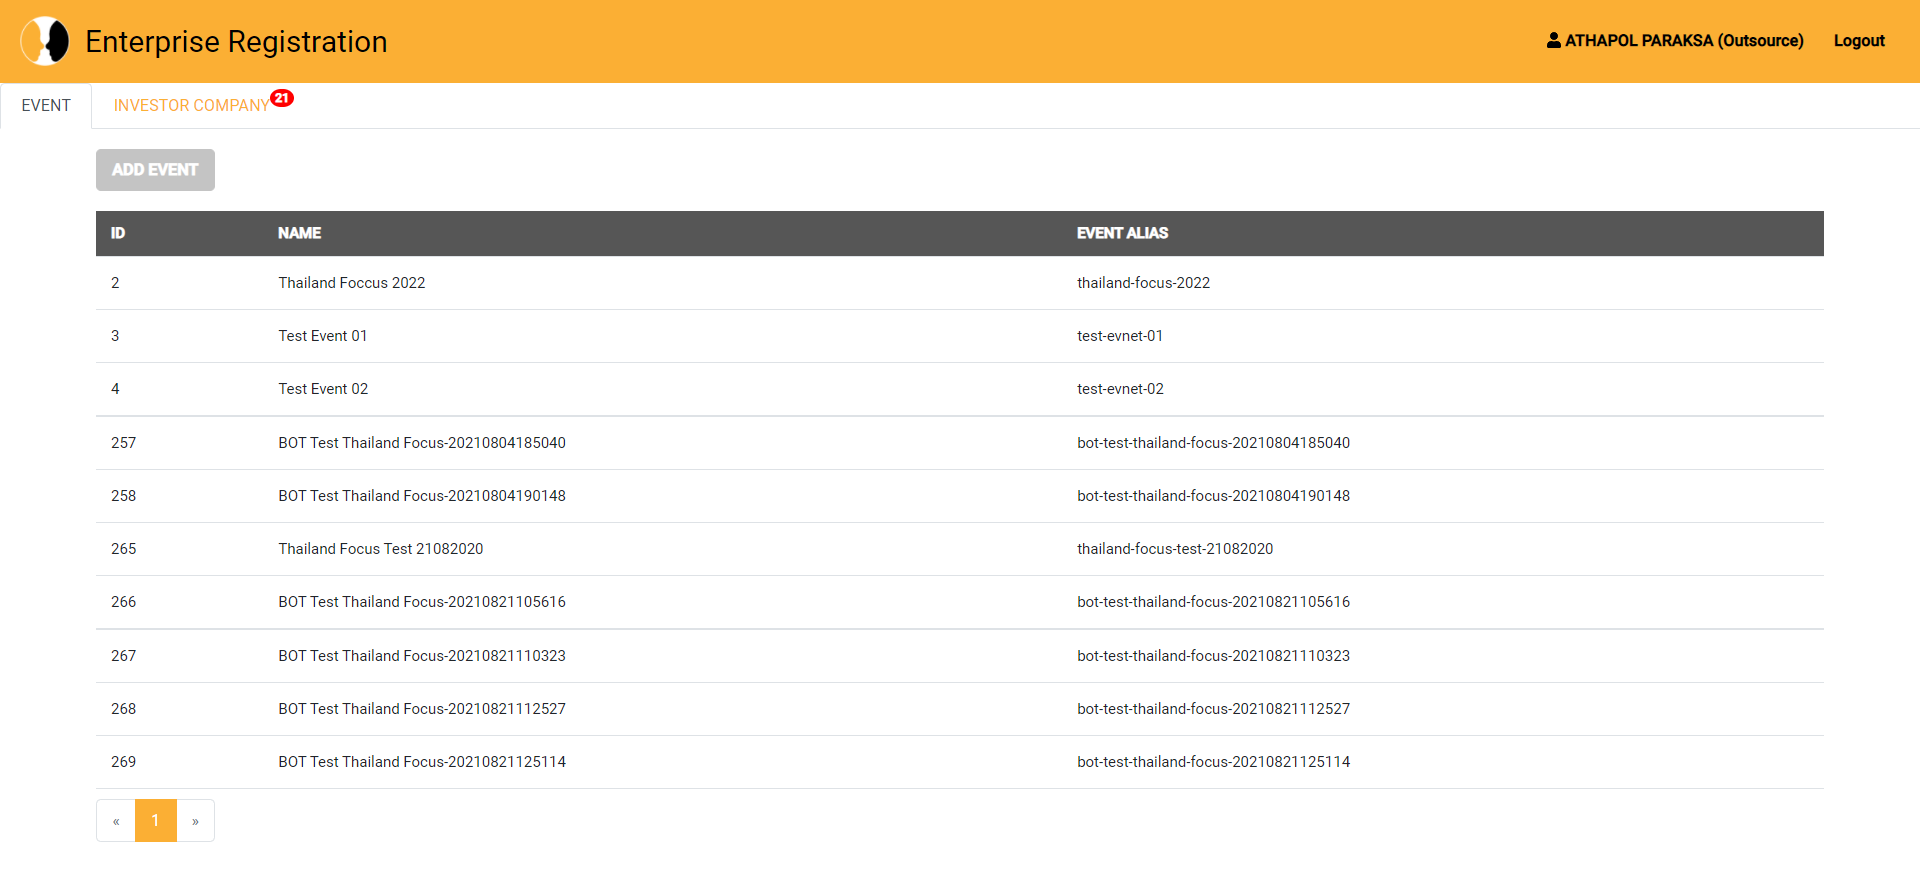 Enterprise Registration
ATHAPOL PARAKSA (Outsource) Logout
EVENT INVESTOR COMPANY 21
ADD EVENT
ID NAME EVENT ALIAS
2 Thailand Foccus 2022 thailand-focus-2022
3 Test Event 01 test-evnet-01
4 Test Event 02 test-evnet-02
257 BOT Test Thailand Focus-20210804185040 bot-test-thailand-focus-20210804185040
258 BOT Test Thailand Focus-20210804190148 bot-test-thailand-focus-20210804190148
265 Thailand Focus Test 21082020 thailand-focus-test-21082020
266 BOT Test Thailand Focus-20210821105616 bot-test-thailand-focus-20210821105616
267 BOT Test Thailand Focus-20210821110323 bot-test-thailand-focus-20210821110323
268 BOT Test Thailand Focus-20210821112527 bot-test-thailand-focus-20210821112527
269 BOT Test Thailand Focus-20210821125114 bot-test-thailand-focus-20210821125114
« 1 »